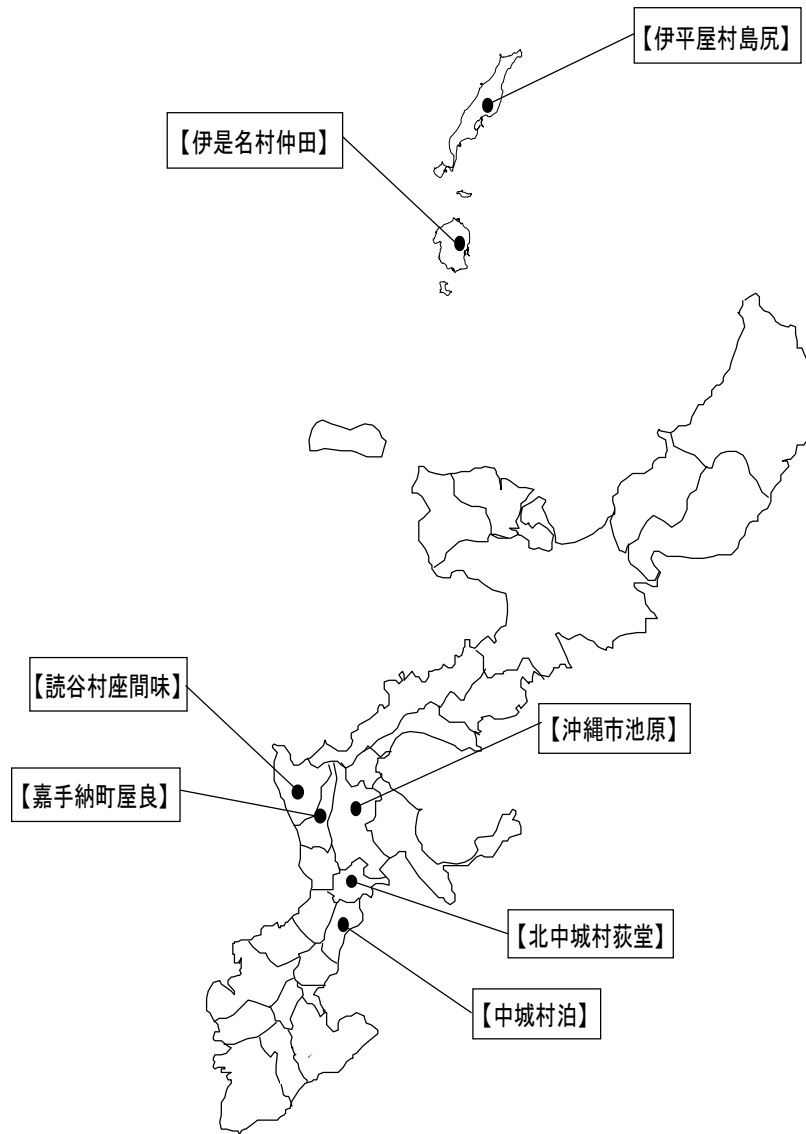 【伊平屋村島尻】
【伊是名村仲田】
【読谷村座間味】
【沖縄市池原】
【嘉手納町屋良】
【北中城村荻堂】
【中城村泊】